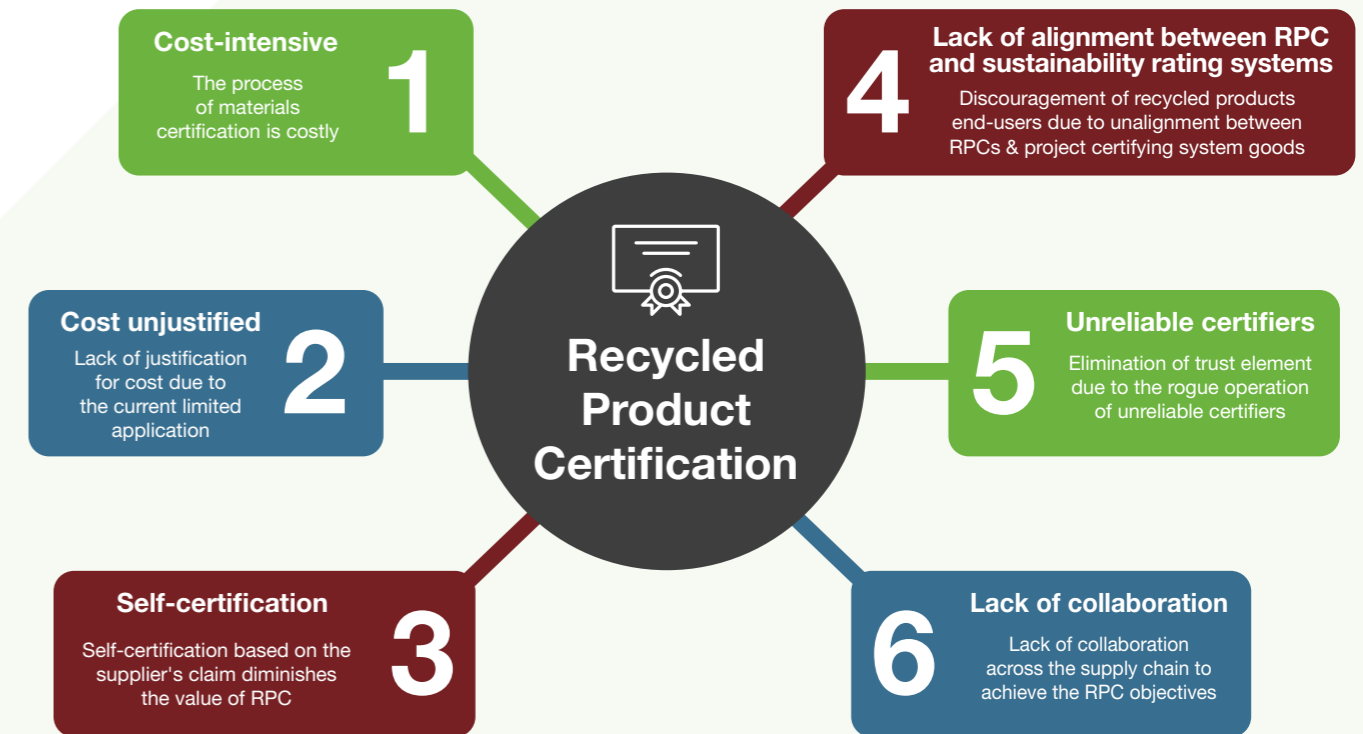 Cost-intensive
The process
of materials
certification is costly
1
Cost unjustified
Lack of justification
for cost due to
the current limited
application
2
Self-certification
Self-certification based on the
supplier's claim diminishes
the value of RPC
3
Recycled
Product
Certification
4
Lack of alignment between RPC
and sustainability rating systems
Discouragement of recycled products
end-users due to unalignment between
RPCs & project certifying system goods
5
Unreliable certifiers
Elimination of trust element
due to the rogue operation
of unreliable certifiers
6
Lack of collaboration
Lack of collaboration
across the supply chain to
achieve the RPC objectives